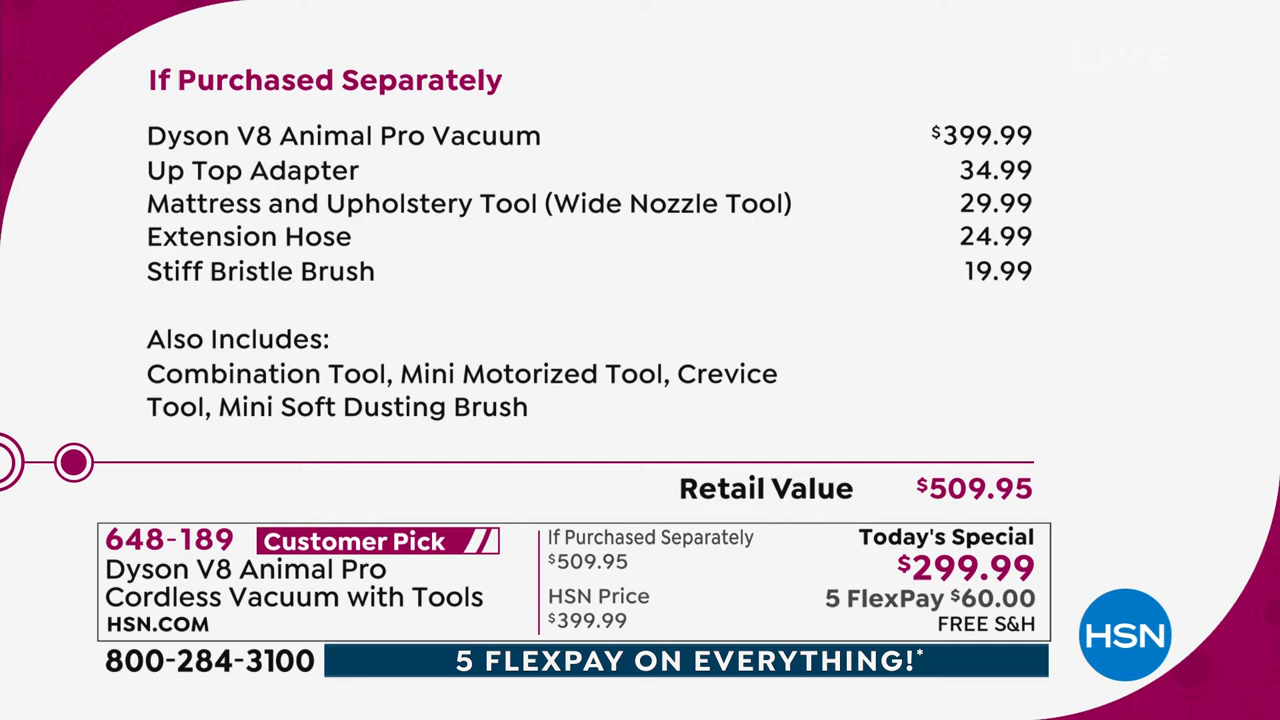 LIVE
If Purchased Separately
Dyson V8 Animal Pro Vacuum $399.99
Up Top Adapter 34.99
Mattress and Upholstery Tool (Wide Nozzle Tool) 29.99
Extension Hose 24.99
Stiff Bristle Brush 19.99
Also Includes:
Combination Tool, Mini Motorized Tool, Crevice
Tool, Mini Soft Dusting Brush
Retail Value $509.95
648-189 Customer Pick
Dyson V8 Animal Pro
Cordless Vacuum with Tools
HSN.COM
If Purchased Separately
$509.95
HSN Price
$399.99
Today's Special
$299.99
5 FlexPay $60.00
FREE S&H
HSN
800-284-3100 5 FLEXPAY ON EVERYTHING!*